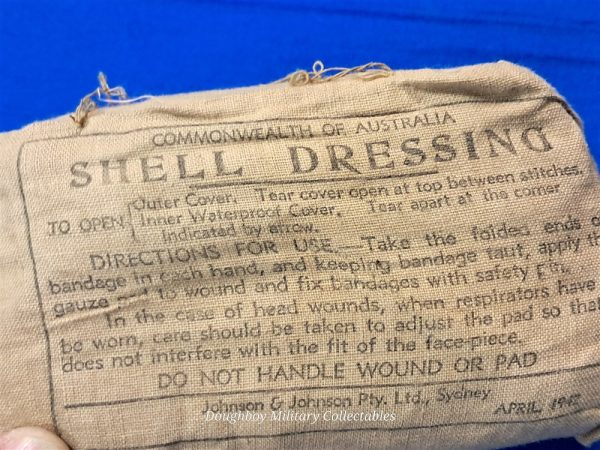 COMMONWEALTH OF AUSTRALIA
SHELL DRESSING
TO OPEN { Outer Cover. Tear cover open at top between stitches.
Inner Waterproof Cover. Tear apart at the corner
indicated by arrow.
DIRECTIONS FOR USE.—Take the folded ends o
bandage in each hand, and keeping bandage taut, apply th
gauze to wound and fix bandages with safety pin.
In the case of head wounds, when respirators have
be worn, care should be taken to adjust the pad so that
does not interfere with the fit of the face-piece.
DO NOT HANDLE WOUND OR PAD
Johnson & Johnson Pty. Ltd., Sydney
APRIL,
Doughboy Military Collectables